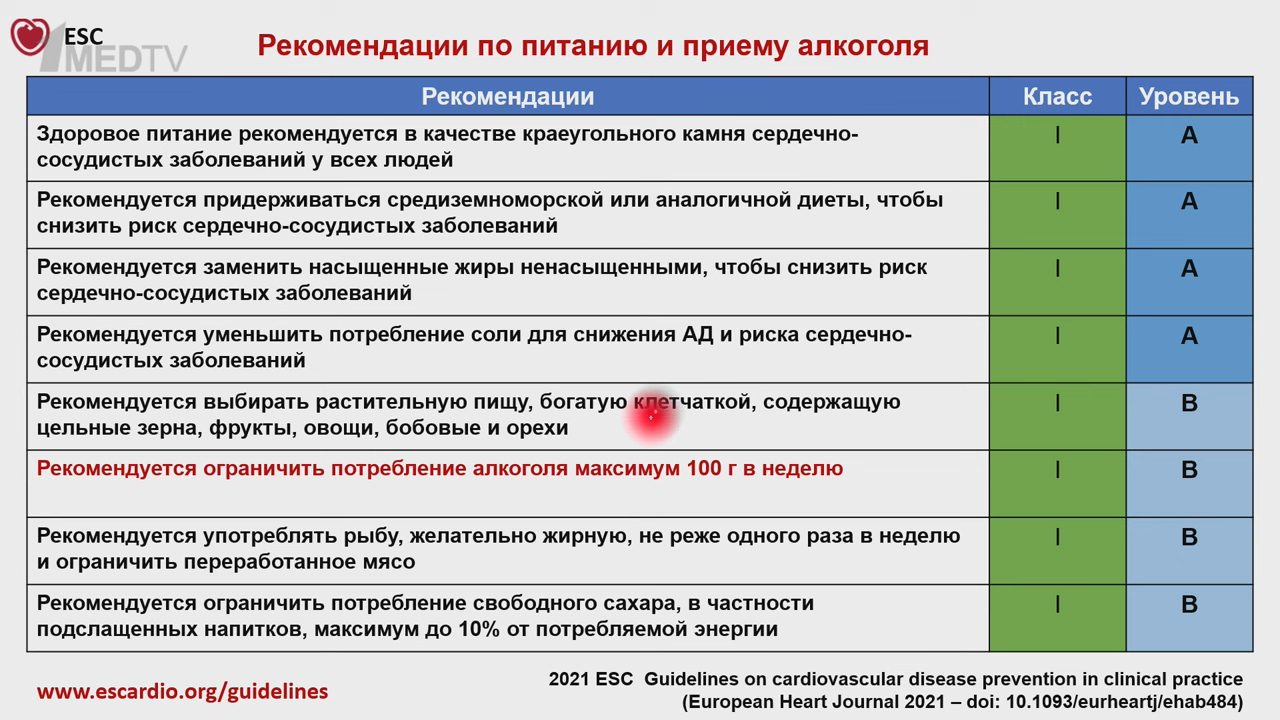 ESC
1MEDTV
Рекомендации по питанию и приему алкоголя
Рекомендации Класс Уровень
Здоровое питание рекомендуется в качестве краеугольного камня сердечно- I A
сосудистых заболеваний у всех людей
Рекомендуется придерживаться средиземноморской или аналогичной диеты, чтобы I A
снизить риск сердечно-сосудистых заболеваний
Рекомендуется заменить насыщенные жиры ненасыщенными, чтобы снизить риск I A
сердечно-сосудистых заболеваний
Рекомендуется уменьшить потребление соли для снижения АД и риска сердечно- I A
сосудистых заболеваний
Рекомендуется выбирать растительную пищу, богатую клетчаткой, содержащую I B
цельные зерна, фрукты, овощи, бобовые и орехи
Рекомендуется ограничить потребление алкоголя максимум 100 г в неделю I B
Рекомендуется употреблять рыбу, желательно жирную, не реже одного раза в неделю I B
и ограничить переработанное мясо
Рекомендуется ограничить потребление свободного сахара, в частности I B
подслащенных напитков, максимум до 10% от потребляемой энергии
www.escardio.org/guidelines
2021 ESC Guidelines on cardiovascular disease prevention in clinical practice
(European Heart Journal 2021 – doi: 10.1093/eurheartj/ehab484)